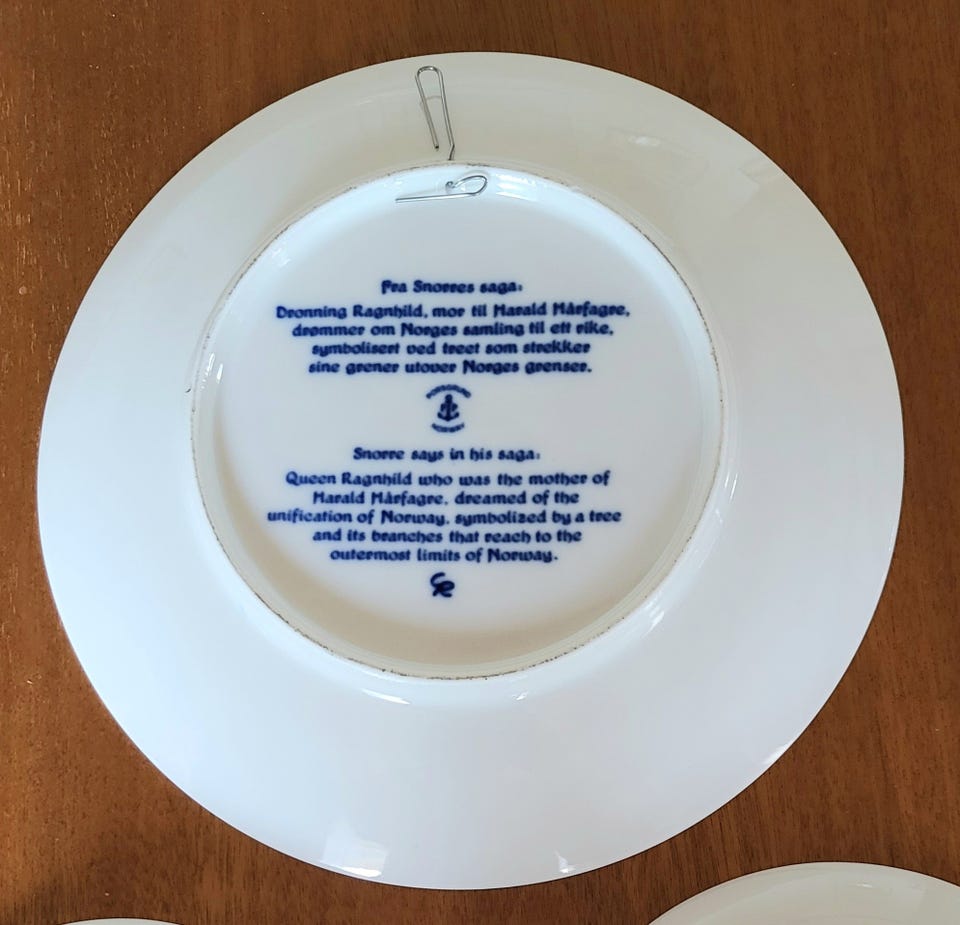 Fra Snorres saga:
Dronning Ragnhild, mor til Harald Hårfagre,
drømmer om Norges samling til ett rike,
symbolisert ved treet som strekker
sine grener utover Norges grenser.
PORSGRUND
NORWAY
Snorre says in his saga:
Queen Ragnhild who was the mother of
Harald Hårfagre, dreamed of the
unification of Norway, symbolized by a tree
and its branches that reach to the
outermost limits of Norway.